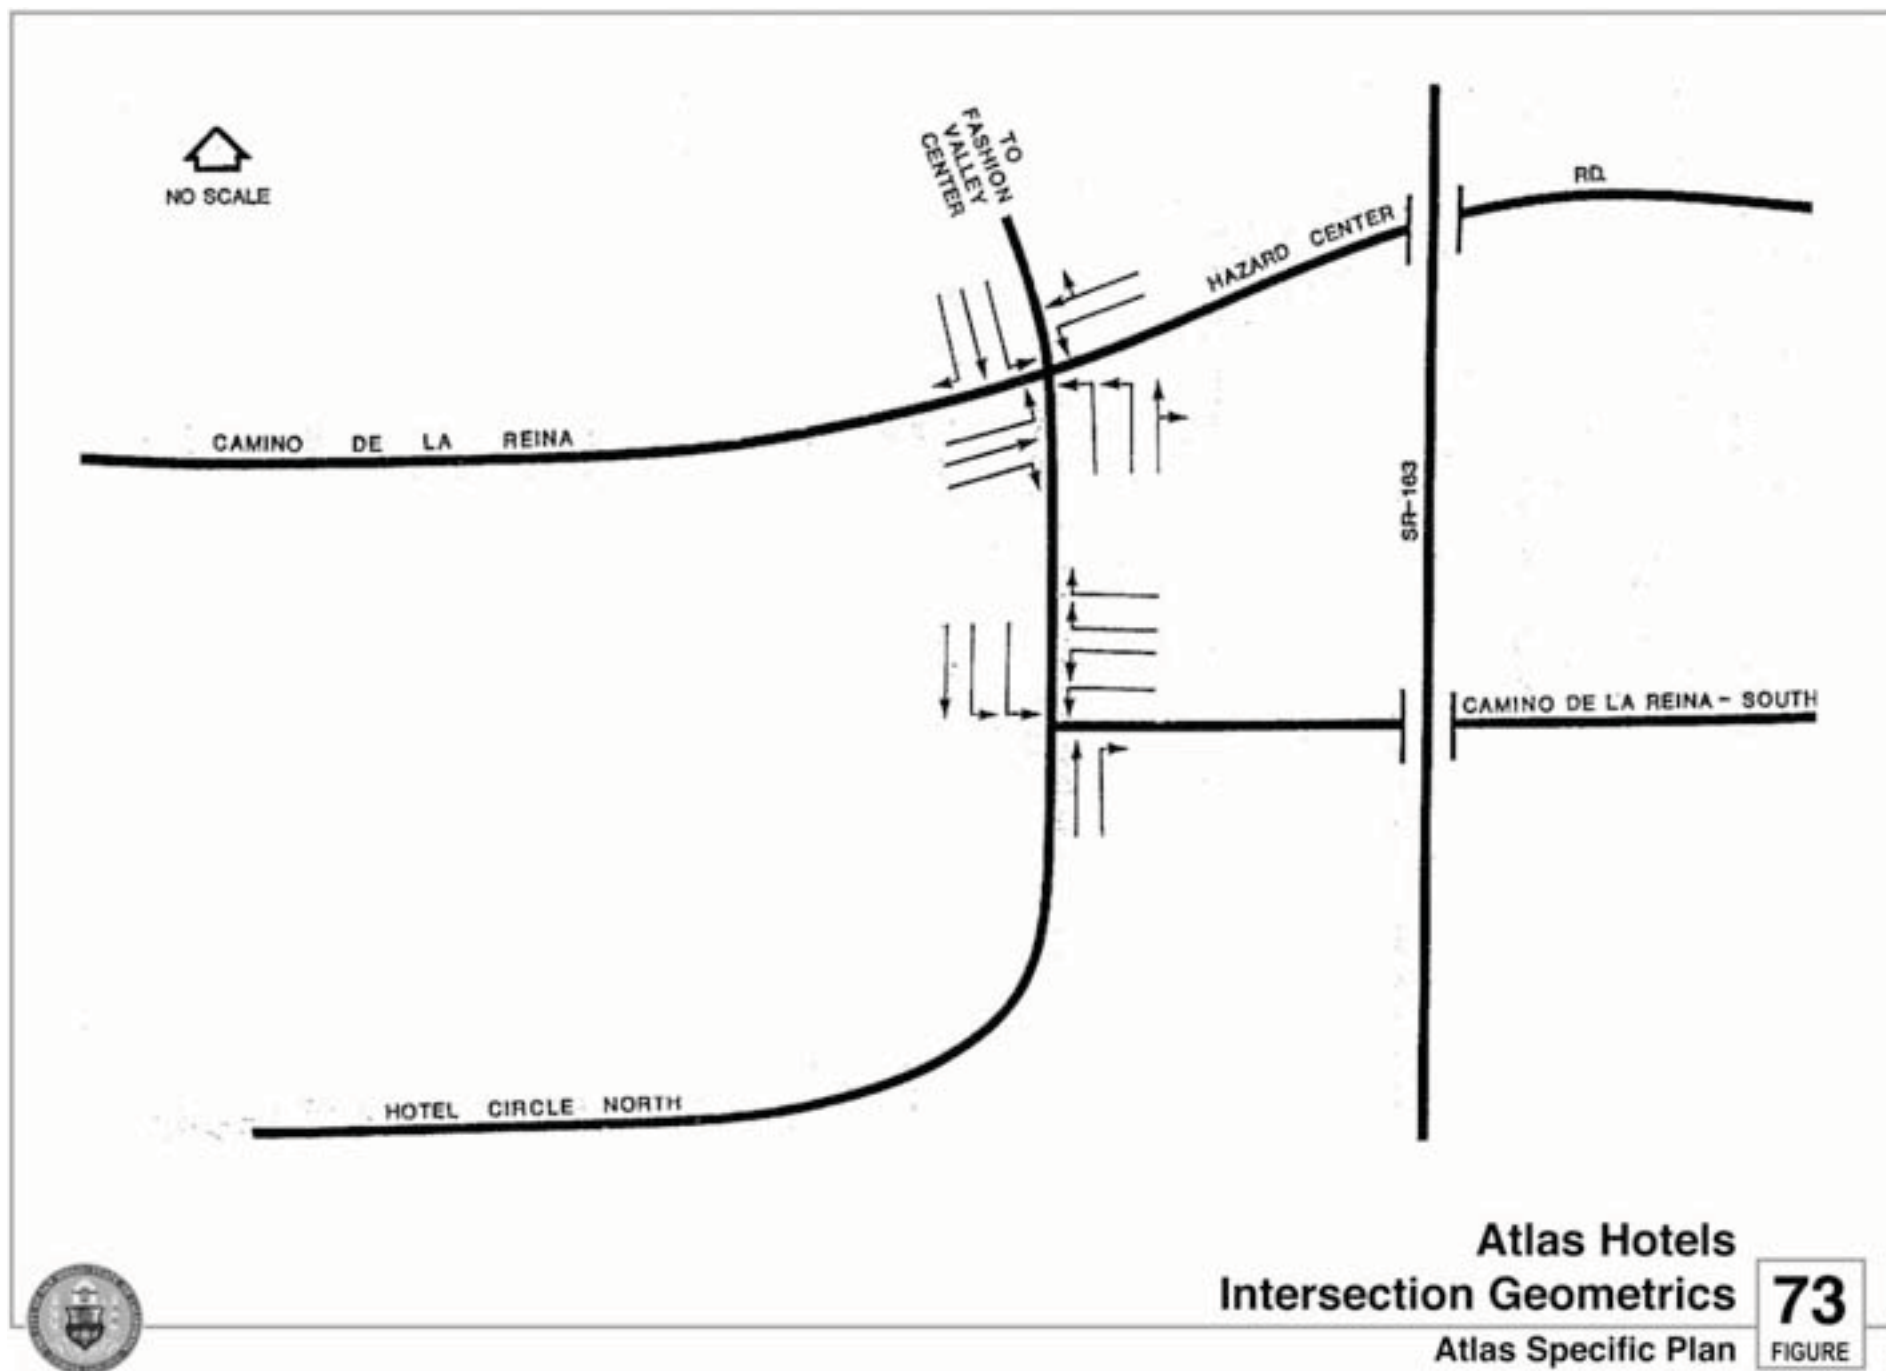 NO SCALE
TO
FASHION
VALLEY
CENTER
RD.
HAZARD CENTER
CAMINO DE LA REINA
SR-163
CAMINO DE LA REINA - SOUTH
HOTEL CIRCLE NORTH
Atlas Hotels
Intersection Geometrics
Atlas Specific Plan
73
FIGURE